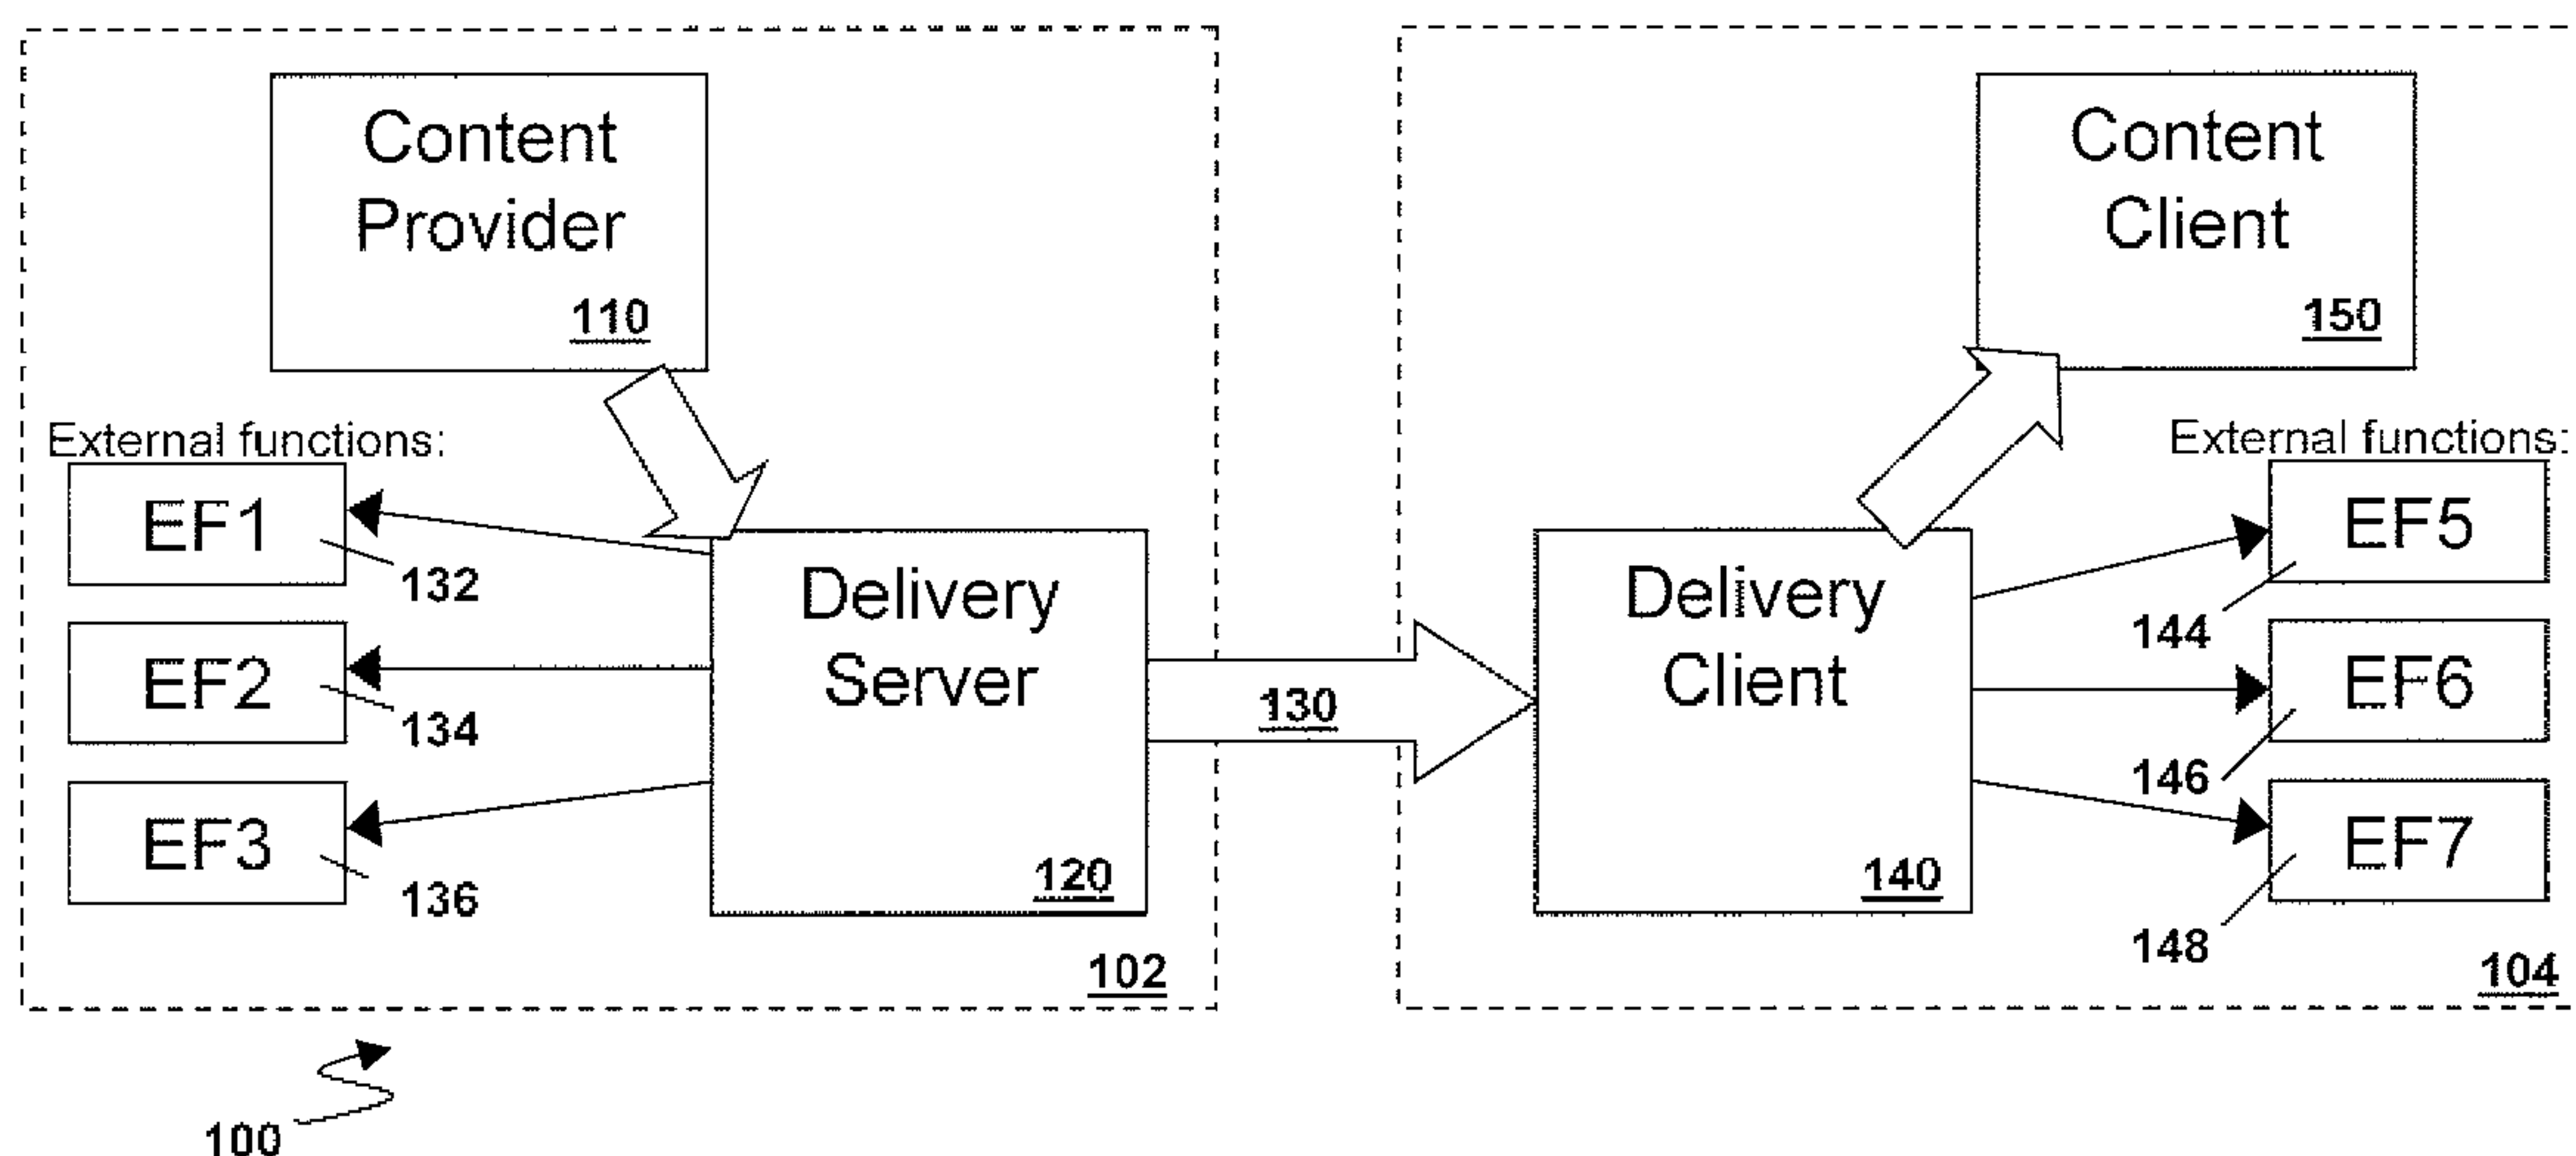 Content
Provider
110
External functions:
EF1
132
EF2
134
EF3
136
Delivery
Server
120
102
130
Content
Client
150
Delivery
Client
140
External functions:
EF5
144
EF6
146
EF7
148
104
100